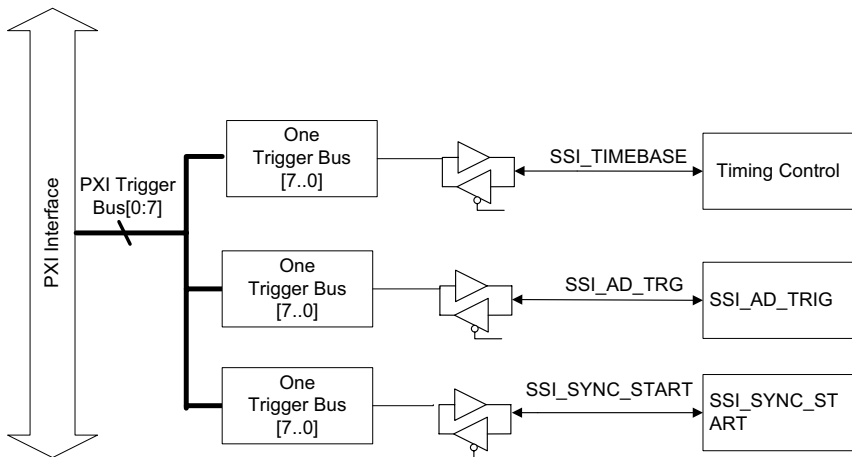 PXI Interface
PXI Trigger
Bus[0:7]
One
Trigger Bus
[7..0]
SSI_TIMEBASE
Timing Control
One
Trigger Bus
[7..0]
SSI_AD_TRG
SSI_AD_TRIG
One
Trigger Bus
[7..0]
SSI_SYNC_START
SSI_SYNC_ST
ART